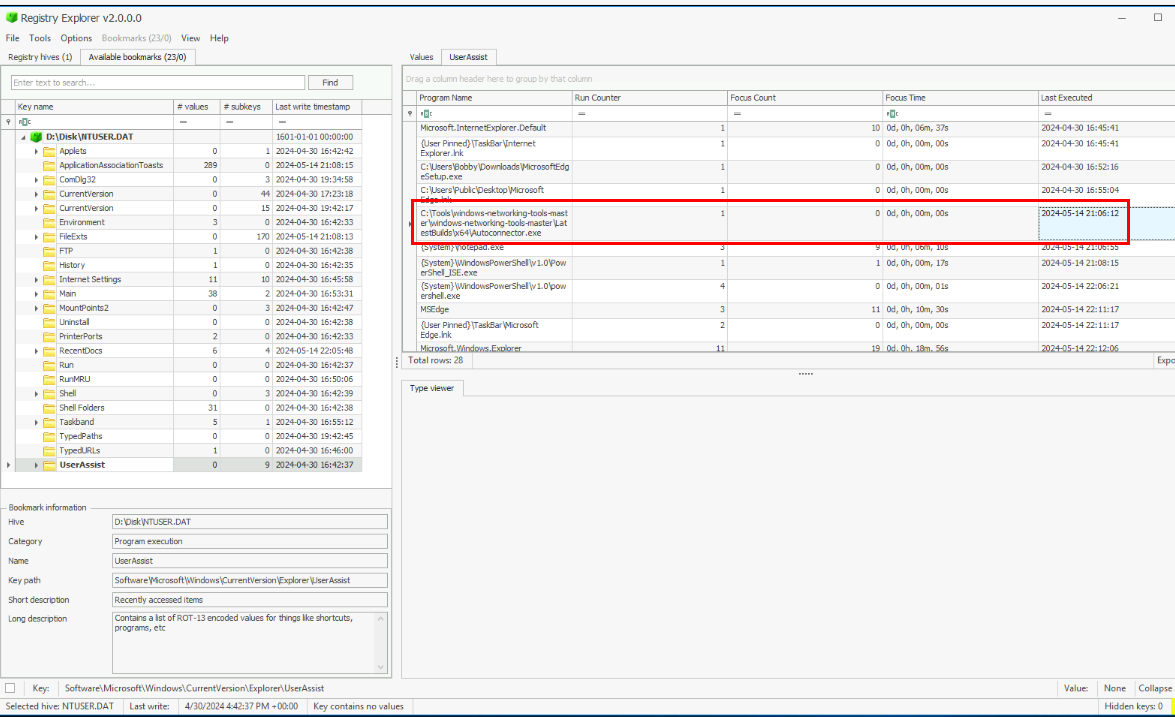 Registry Explorer v2.0.0.0
File Tools Options Bookmarks (23/0) View Help
Registry hives (1) Available bookmarks (23/0)
Enter text to search... Find
Key name # values # subkeys Last write timestamp
= = =
D:\Disk\NTUSER.DAT 1601-01-01 00:00:00
Applets 0 1 2024-04-30 16:42:42
ApplicationAssociationToasts 289 0 2024-05-14 21:08:15
ComDlg32 0 3 2024-04-30 19:34:58
CurrentVersion 0 44 2024-04-30 17:23:18
CurrentVersion 0 15 2024-04-30 19:42:17
Environment 3 0 2024-04-30 16:42:33
FileExts 0 170 2024-05-14 21:08:13
FTP 1 0 2024-04-30 16:42:38
History 1 0 2024-04-30 16:42:35
Internet Settings 11 10 2024-04-30 16:45:58
Main 38 2 2024-04-30 16:53:31
MountPoints2 0 3 2024-04-30 16:42:47
Uninstall 0 0 2024-04-30 16:42:38
PrinterPorts 2 0 2024-04-30 16:42:33
RecentDocs 6 4 2024-05-14 22:05:48
Run 0 0 2024-04-30 16:42:37
RunMRU 0 0 2024-04-30 16:50:06
Shell 0 3 2024-04-30 16:42:39
Shell Folders 31 0 2024-04-30 16:42:38
Taskband 5 1 2024-04-30 16:55:12
TypedPaths 0 0 2024-04-30 19:42:45
TypedURLs 1 0 2024-04-30 16:46:00
UserAssist 0 9 2024-04-30 16:42:37
Bookmark information
Hive D:\Disk\NTUSER.DAT
Category Program execution
Name UserAssist
Key path Software\Microsoft\Windows\CurrentVersion\Explorer\UserAssist
Short description Recently accessed items
Long description Contains a list of ROT-13 encoded values for things like shortcuts,
programs, etc
Values UserAssist
Drag a column header here to group by that column
Program Name Run Counter Focus Count Focus Time Last Executed
= = =
Microsoft.InternetExplorer.Default 1 10 0d, 0h, 06m, 37s 2024-04-30 16:45:41
{User Pinned}\TaskBar\Internet 1 0 0d, 0h, 00m, 00s 2024-04-30 16:45:41
Explorer.lnk
C:\Users\Bobby\Downloads\MicrosoftEdg 1 0 0d, 0h, 00m, 00s 2024-04-30 16:52:16
eSetup.exe
C:\Users\Public\Desktop\Microsoft 1 0 0d, 0h, 00m, 00s 2024-04-30 16:55:04
Edge.lnk
C:\Tools\windows-networking-tools-mast 1 0 0d, 0h, 00m, 00s 2024-05-14 21:06:12
er\windows-networking-tools-master\Lat
estBuilds\x64\Autoconnector.exe
{System}\notepad.exe 3 9 0d, 0h, 06m, 10s 2024-05-14 21:06:55
{System}\WindowsPowerShell\v1.0\Pow 1 1 0d, 0h, 00m, 17s 2024-05-14 21:08:15
erShell_ISE.exe
{System}\WindowsPowerShell\v1.0\pow 4 0 0d, 0h, 00m, 01s 2024-05-14 22:06:21
ershell.exe
MSEdge 3 11 0d, 0h, 10m, 30s 2024-05-14 22:11:17
{User Pinned}\TaskBar\Microsoft 2 0 0d, 0h, 00m, 00s 2024-05-14 22:11:17
Edge.lnk
Microsoft.Windows.Explorer 11 19 0d, 0h, 18m, 56s 2024-05-14 22:12:06
Total rows: 28 Expo
Type viewer
Key: Software\Microsoft\Windows\CurrentVersion\Explorer\UserAssist Value: None Collapse
Selected hive: NTUSER.DAT Last write: 4/30/2024 4:42:37 PM +00:00 Key contains no values Hidden keys: 0